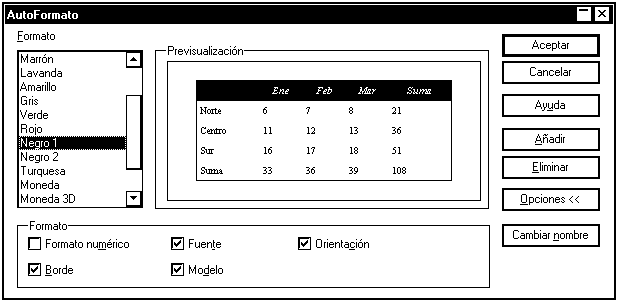 AutoFormato
Formato
Marrón
Lavanda
Amarillo
Gris
Verde
Rojo
Negro 1
Negro 2
Turquesa
Moneda
Moneda 3D
Previsualización
Ene Feb Mar Suma
Norte 6 7 8 21
Centro 11 12 13 36
Sur 16 17 18 51
Suma 33 36 39 108
Aceptar
Cancelar
Ayuda
Añadir
Eliminar
Opciones <<
Cambiar nombre
Formato
Formato numérico Fuente Orientación
Borde Modelo